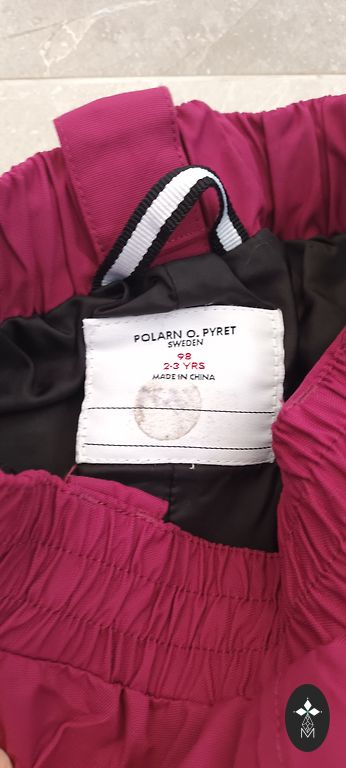 POLARN O. PYRET
SWEDEN
98
2-3 YRS
MADE IN CHINA
M